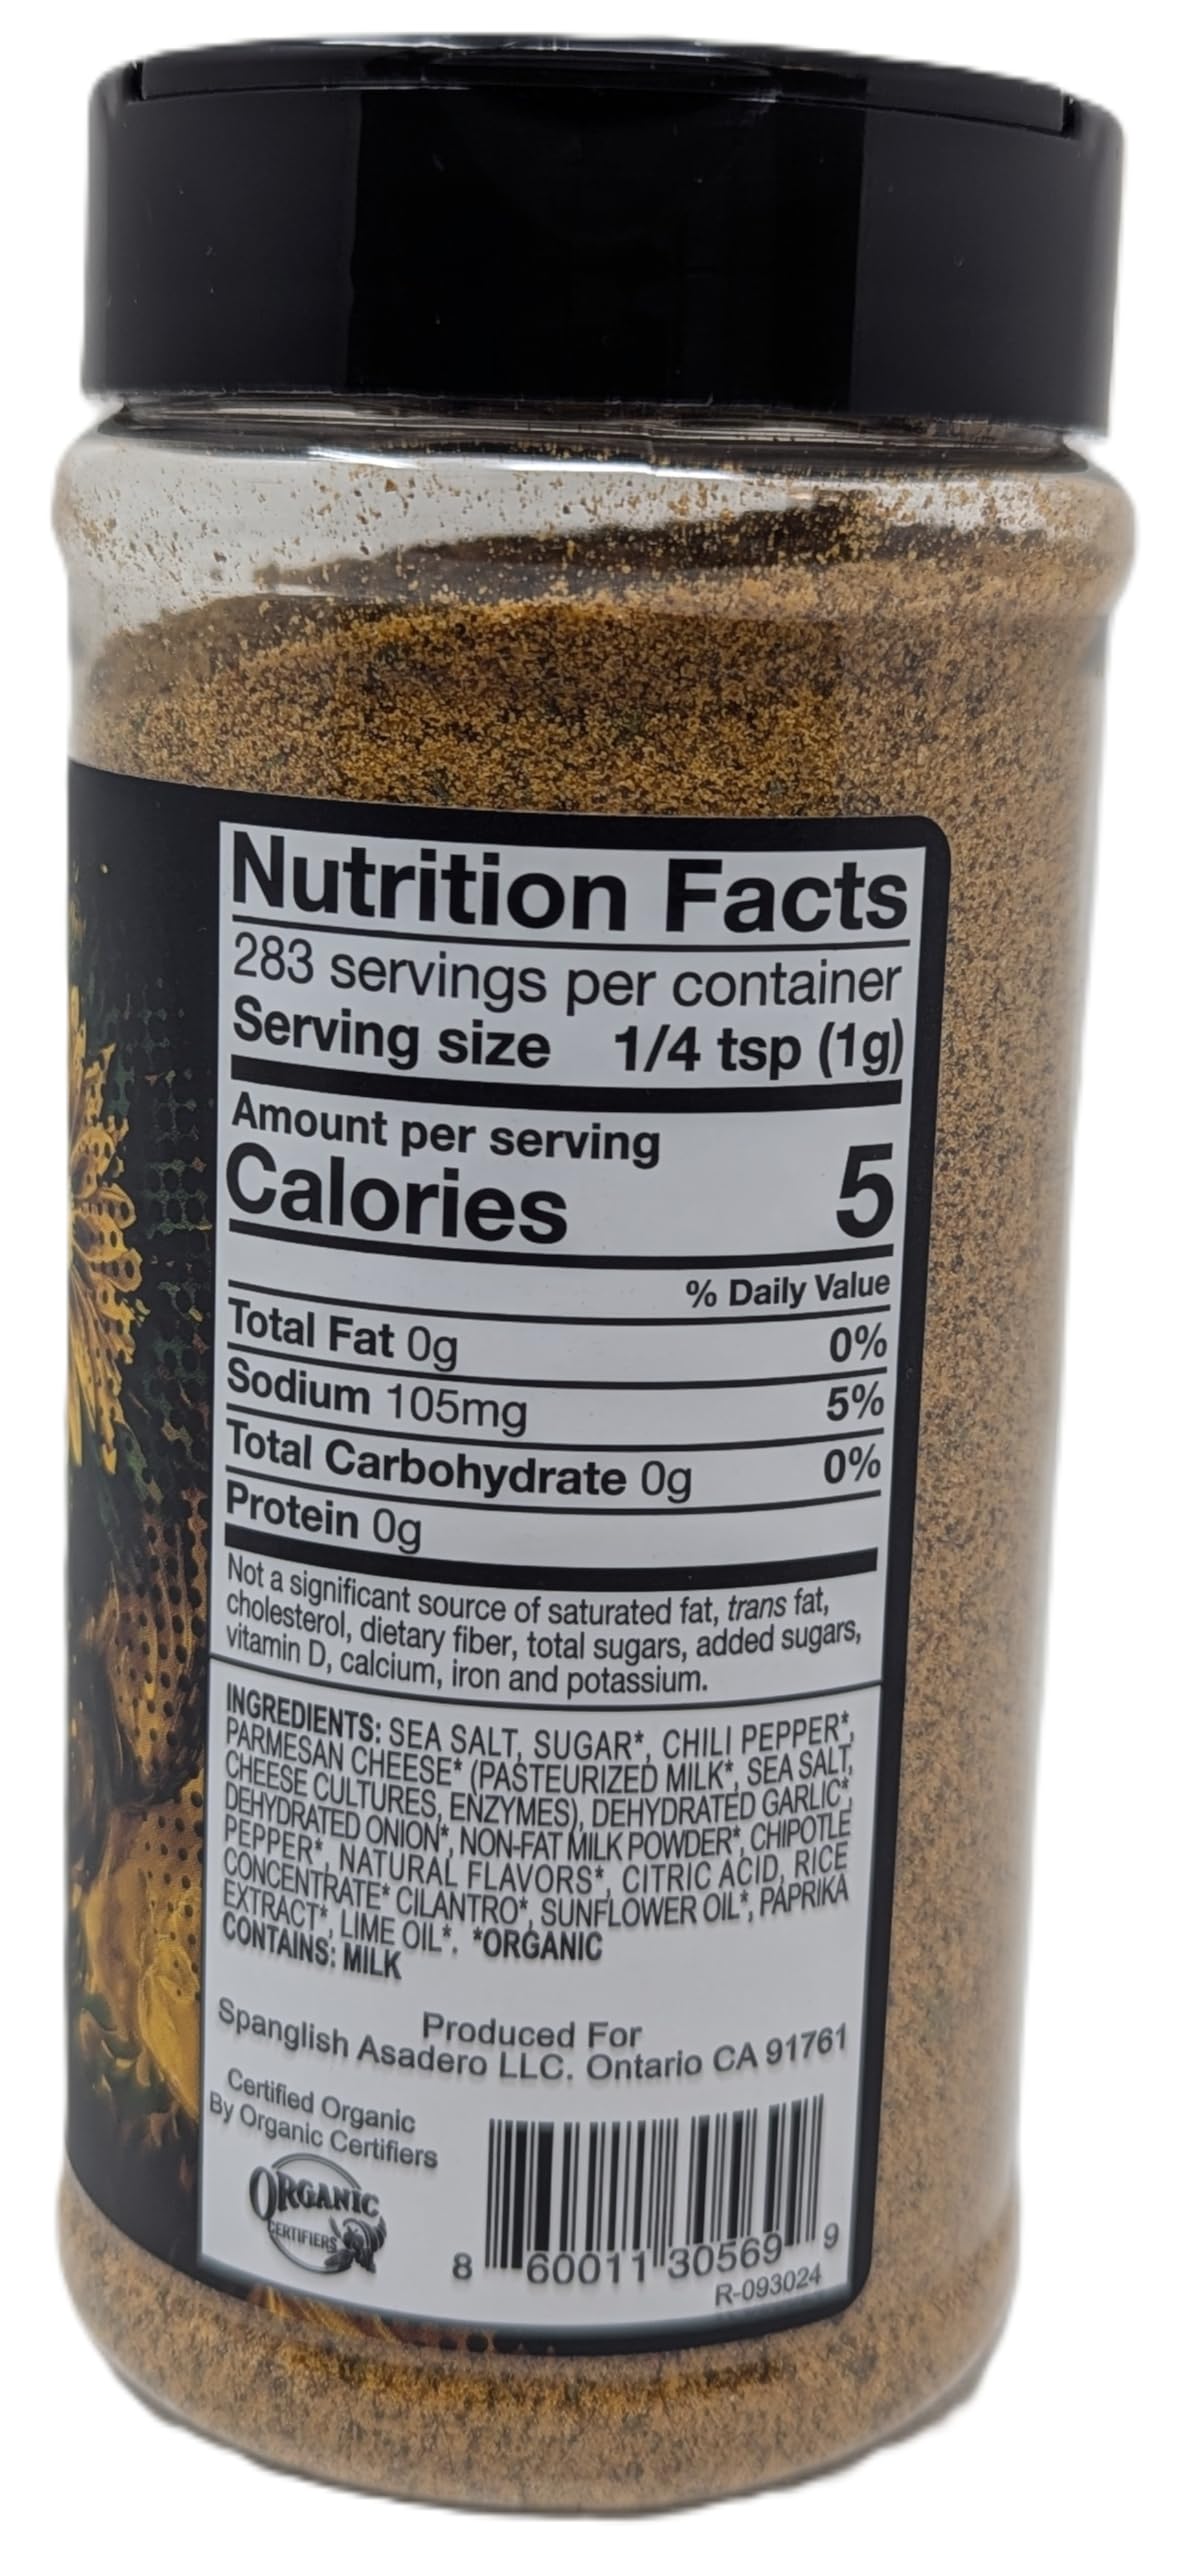 Nutrition Facts
283 servings per container
Serving size 1/4 tsp (1g)
Amount per serving
Calories 5
% Daily Value
Total Fat 0g 0%
Sodium 105mg 5%
Total Carbohydrate 0g 0%
Protein 0g
Not a significant source of saturated fat, trans fat,
cholesterol, dietary fiber, total sugars, added sugars,
vitamin D, calcium, iron and potassium.
INGREDIENTS: SEA SALT, SUGAR*, CHILI PEPPER*,
PARMESAN CHEESE* (PASTEURIZED MILK*, SEA SALT,
CHEESE CULTURES, ENZYMES), DEHYDRATED GARLIC*,
DEHYDRATED ONION*, NON-FAT MILK POWDER*, CHIPOTLE
PEPPER*, NATURAL FLAVORS*, CITRIC ACID, RICE
CONCENTRATE* CILANTRO*, SUNFLOWER OIL*, PAPRIKA
EXTRACT*, LIME OIL*. *ORGANIC
CONTAINS: MILK
Produced For
Spanglish Asadero LLC. Ontario CA 91761
Certified Organic
By Organic Certifiers
ORGANIC
CERTIFIERS
8 60011 30569 9
R-093024